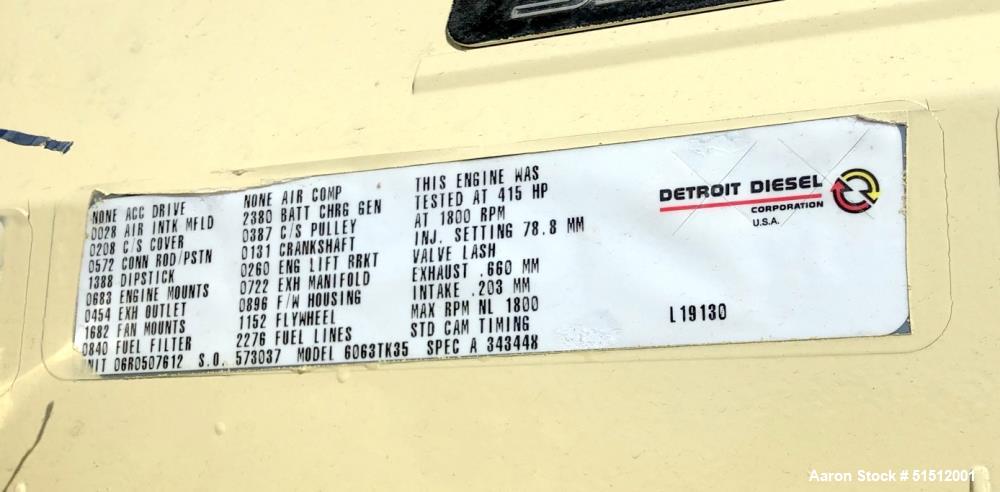 NONE ACC DRIVE
0028 AIR INTK MFLD
0208 C/S COVER
0572 CONN ROD/PSTN
1388 DIPSTICK
0683 ENGINE MOUNTS
0454 EXH OUTLET
1682 FAN MOUNTS
0840 FUEL FILTER
NONE AIR COMP
2380 BATT CHRG GEN
0387 C/S PULLEY
0131 CRANKSHAFT
0260 ENG LIFT RRKT
0722 EXH MANIFOLD
0896 F/W HOUSING
1152 FLYWHEEL
2276 FUEL LINES
THIS ENGINE WAS
TESTED AT 415 HP
AT 1800 RPM
INJ. SETTING 78.8 MM
VALVE LASH
EXHAUST .660 MM
INTAKE .203 MM
MAX RPM NL 1800
STD CAM TIMING
UNIT 06R0507612 S.O. 573037 MODEL 6063TK35 SPEC A 343448
DETROIT DIESEL
CORPORATION
U.S.A.
L19130
Aaron Stock # 51512001